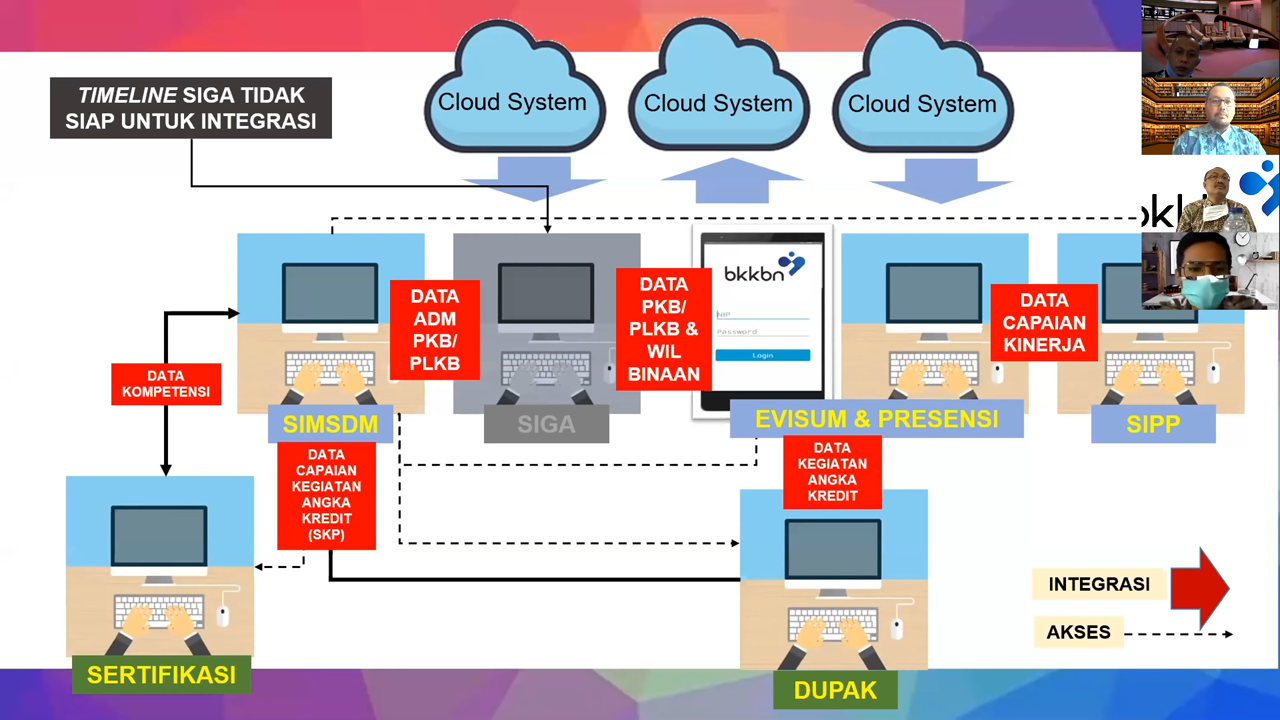 Cloud System
Cloud System
Cloud System
TIMELINE SIGA TIDAK
SIAP UNTUK INTEGRASI
bkkbn
NIP
Password
Login
DATA
ADM
PKB/
PLKB
DATA
PKB/
PLKB &
WIL
BINAAN
DATA
CAPAIAN
KINERJA
DATA
KOMPETENSI
SIMSDM
SIGA
EVISUM & PRESENSI
SIPP
DATA
CAPAIAN
KEGIATAN
ANGKA
KREDIT
(SKP)
DATA
KEGIATAN
ANGKA
KREDIT
INTEGRASI
AKSES
SERTIFIKASI
DUPAK